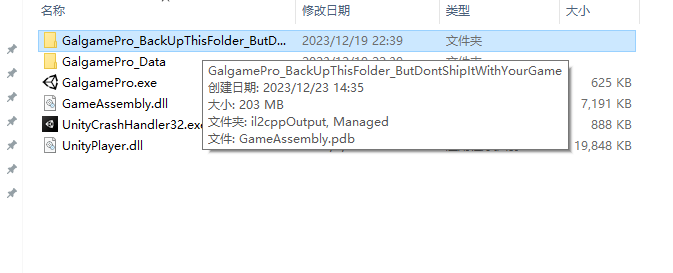 名称 修改日期 类型 大小
GalgamePro_BackUpThisFolder_ButD... 2023/12/19 22:39 文件夹
GalgamePro_Data 文件夹
GalgamePro_BackUpThisFolder_ButDontShipItWithYourGame
GalgamePro.exe 625 KB
创建日期: 2023/12/23 14:35
GameAssembly.dll 7,191 KB
大小: 203 MB
UnityCrashHandler32.exe 888 KB
文件夹: il2cppOutput, Managed
UnityPlayer.dll 19,848 KB
文件: GameAssembly.pdb